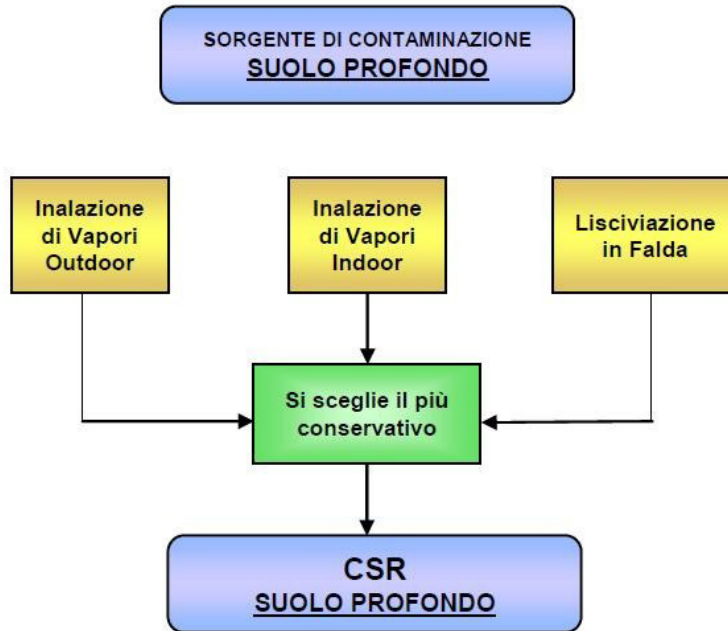 SORGENTE DI CONTAMINAZIONE
SUOLO PROFONDO
Inalazione
di Vapori
Outdoor
Inalazione
di Vapori
Indoor
Lisciviazione
in Falda
Si sceglie il più
conservativo
CSR
SUOLO PROFONDO